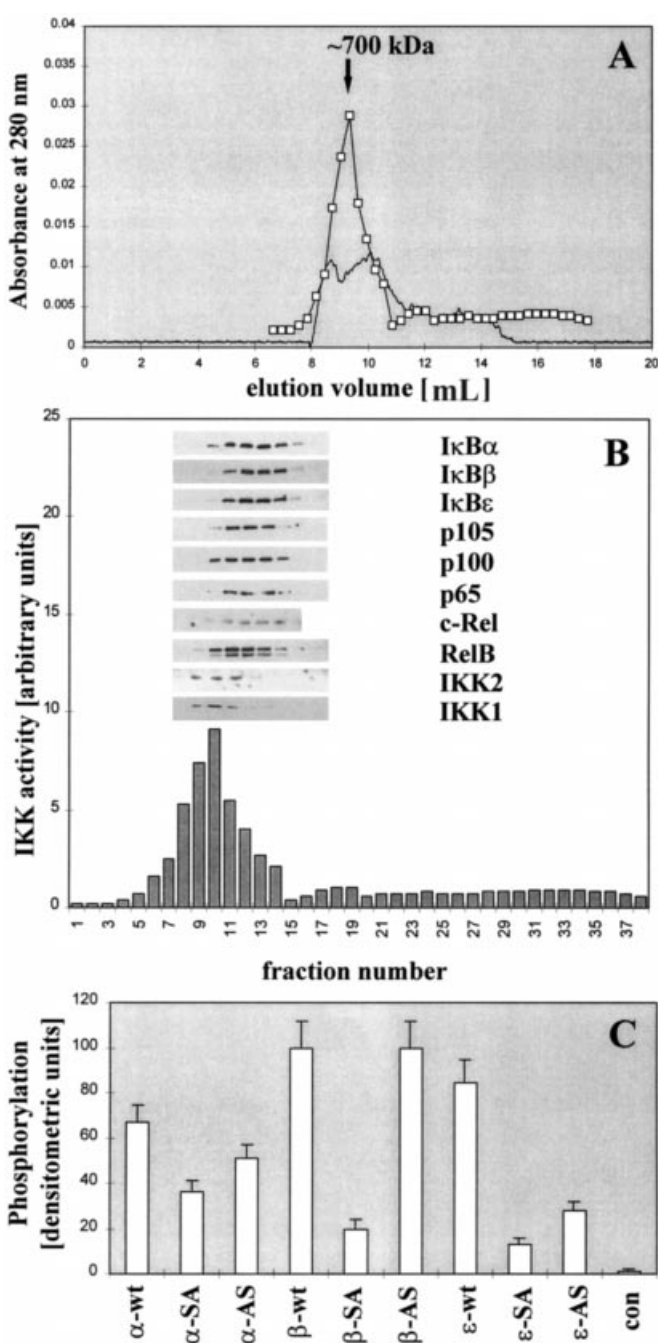 ~700 kDa
A
Absorbance at 280 nm
0.04
0.035
0.03
0.025
0.02
0.015
0.01
0.005
0
0 2 4 6 8 10 12 14 16 18 20
elution volume [mL]
B
IKK activity [arbitrary units]
25
20
15
10
5
0
IκBα
IκBβ
IκBε
p105
p100
p65
c-Rel
RelB
IKK2
IKK1
1 3 5 7 9 11 13 15 17 19 21 23 25 27 29 31 33 35 37
fraction number
C
Phosphorylation
[densitometric units]
120
100
80
60
40
20
0
α-wt α-SA α-AS β-wt β-SA β-AS ε-wt ε-SA ε-AS con